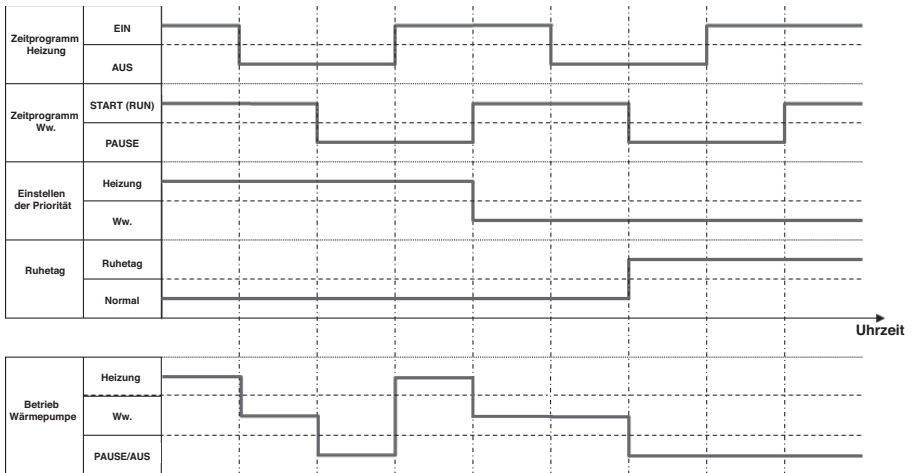 Zeitprogramm
Heizung
EIN
AUS
Zeitprogramm
Ww.
START (RUN)
PAUSE
Einstellen
der Priorität
Heizung
Ww.
Ruhetag
Ruhetag
Normal
Uhrzeit
Betrieb
Wärmepumpe
Heizung
Ww.
PAUSE/AUS